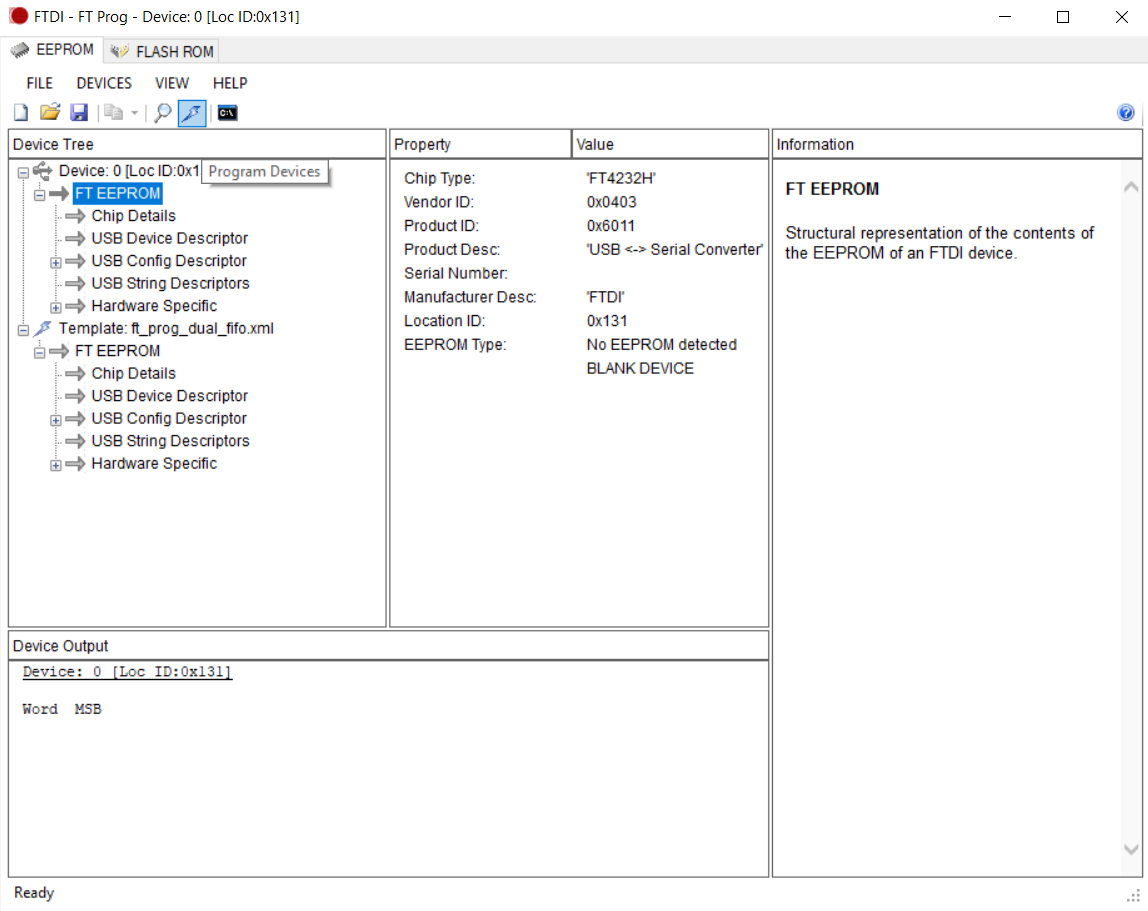 FTDI - FT Prog - Device: 0 [Loc ID:0x131]
EEPROM
FLASH ROM
FILE DEVICES VIEW HELP
C:\
?
Device Tree
Property
Value
Information
Device: 0 [Loc ID:0x1
Program Devices
FT EEPROM
Chip Details
USB Device Descriptor
USB Config Descriptor
USB String Descriptors
Hardware Specific
Template: ft_prog_dual_fifo.xml
FT EEPROM
Chip Details
USB Device Descriptor
USB Config Descriptor
USB String Descriptors
Hardware Specific
Chip Type: 'FT4232H'
Vendor ID: 0x0403
Product ID: 0x6011
Product Desc: 'USB <-> Serial Converter'
Serial Number:
Manufacturer Desc: 'FTDI'
Location ID: 0x131
EEPROM Type: No EEPROM detected
BLANK DEVICE
FT EEPROM
Structural representation of the contents of
the EEPROM of an FTDI device.
Device Output
Device: 0 [Loc ID:0x131]
Word MSB
Ready